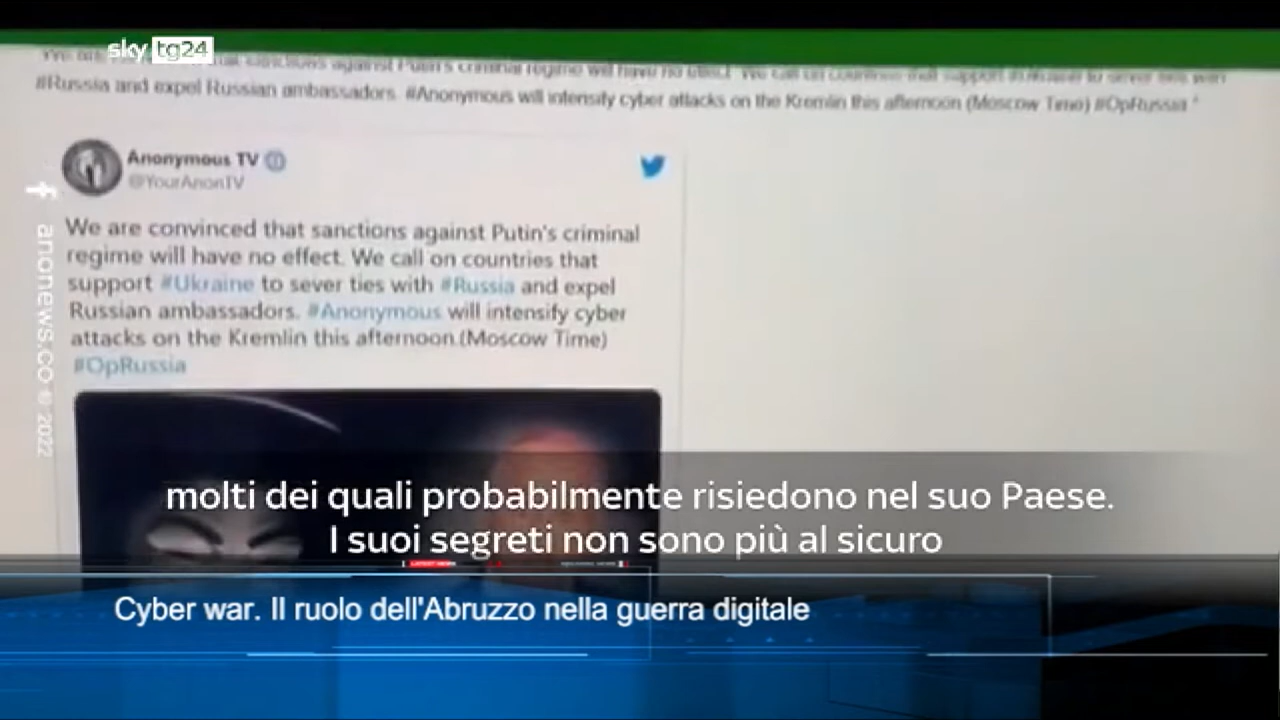 sky tg24
#Russia and expel Russian ambassadors. #Anonymous will intensify cyber attacks on the Kremlin this afternoon (Moscow Time) #OpRussia "
Anonymous TV
@YourAnonTV
We are convinced that sanctions against Putin's criminal
regime will have no effect. We call on countries that
support #Ukraine to sever ties with #Russia and expel
Russian ambassadors. #Anonymous will intensify cyber
attacks on the Kremlin this afternoon.(Moscow Time)
#OpRussia
anonews.co © 2022
molti dei quali probabilmente risiedono nel suo Paese.
I suoi segreti non sono più al sicuro
LATEST NEWS
Cyber war. Il ruolo dell'Abruzzo nella guerra digitale